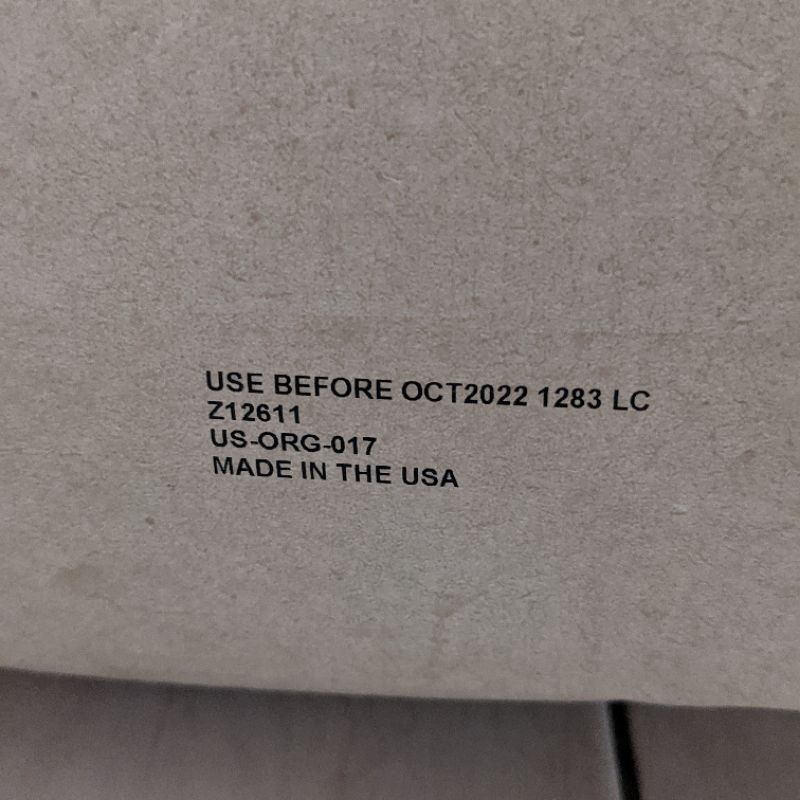 USE BEFORE OCT2022 1283 LC
Z12611
US-ORG-017
MADE IN THE USA